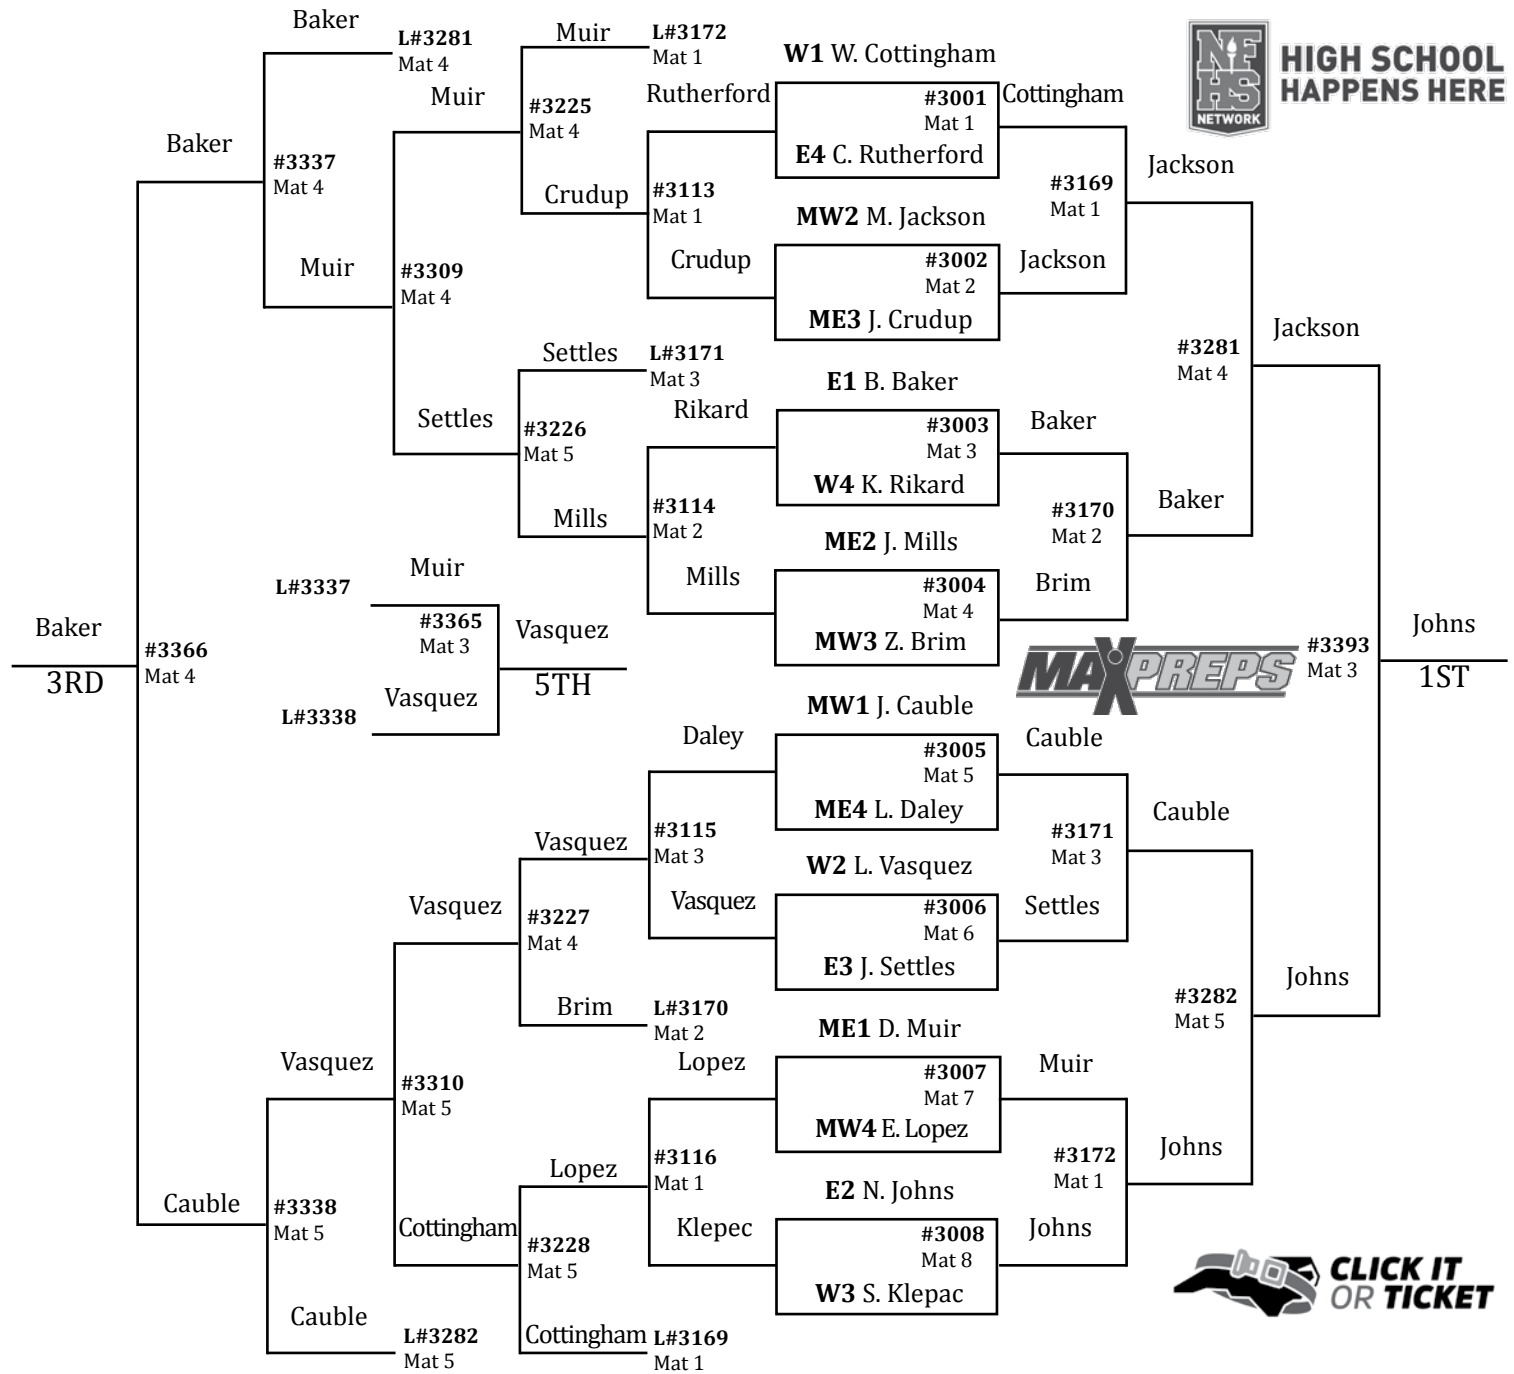 Baker
L#3281
Mat 4
Muir
L#3172
Mat 1
W1 W. Cottingham
NFHS
NETWORK
HIGH SCHOOL
HAPPENS HERE
Muir
#3225
Mat 4
Rutherford
#3001
Mat 1
Cottingham
Baker
#3337
Mat 4
E4 C. Rutherford
Jackson
Crudup
#3113
Mat 1
#3169
Mat 1
MW2 M. Jackson
Muir
#3309
Mat 4
Crudup
#3002
Mat 2
Jackson
ME3 J. Crudup
Jackson
Settles
L#3171
Mat 3
#3281
Mat 4
E1 B. Baker
Settles
#3226
Mat 5
Rikard
#3003
Mat 3
Baker
W4 K. Rikard
Baker
Mills
#3114
Mat 2
#3170
Mat 2
ME2 J. Mills
Muir
L#3337
Mills
#3004
Mat 4
Brim
#3365
Mat 3
Vasquez
MW3 Z. Brim
Baker
3RD
#3366
Mat 4
5TH
MAXPREPS
#3393
Mat 3
Johns
1ST
Vasquez
L#3338
MW1 J. Cauble
Daley
#3005
Mat 5
Cauble
ME4 L. Daley
Cauble
Vasquez
#3115
Mat 3
#3171
Mat 3
W2 L. Vasquez
Vasquez
#3227
Mat 4
Vasquez
#3006
Mat 6
Settles
E3 J. Settles
Johns
Brim
L#3170
Mat 2
#3282
Mat 5
ME1 D. Muir
Vasquez
#3310
Mat 5
Lopez
#3007
Mat 7
Muir
MW4 E. Lopez
Johns
Lopez
#3116
Mat 1
#3172
Mat 1
E2 N. Johns
Cauble
#3338
Mat 5
Cottingham
#3228
Mat 5
Klepec
#3008
Mat 8
Johns
W3 S. Klepac
CLICK IT
OR TICKET
Cauble
L#3282
Mat 5
Cottingham
L#3169
Mat 1